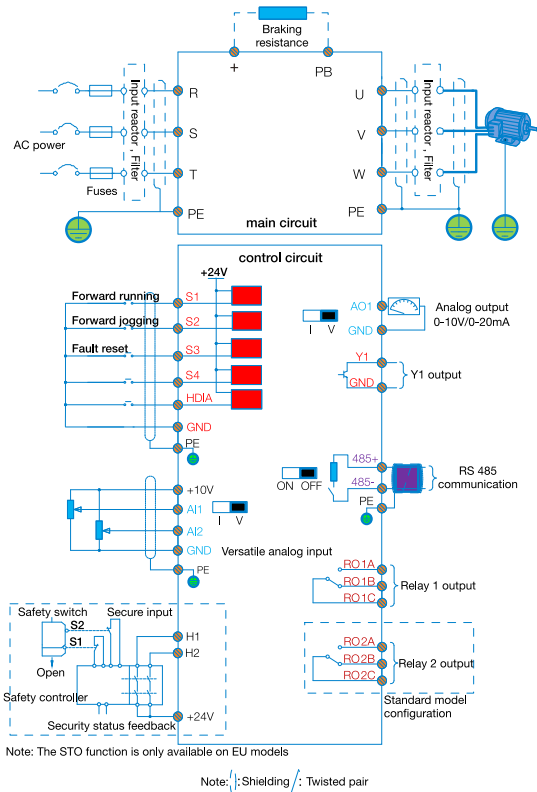 Braking
resistance
+
PB
R
S
T
PE
U
V
W
PE
Input reactor , Filter
Input reactor , Filter
AC power
Fuses
main circuit
control circuit
+24V
Forward running
S1
Forward jogging
S2
Fault reset
S3
S4
HDIA
GND
PE
AO1
GND
I V
Analog output
0-10V/0-20mA
Y1
GND
Y1 output
485+
485-
PE
ON OFF
RS 485
communication
+10V
AI1
AI2
GND
PE
I V
Versatile analog input
RO1A
RO1B
RO1C
Relay 1 output
RO2A
RO2B
RO2C
Relay 2 output
Standard model
configuration
Safety switch
Secure input
S2
S1
Open
Safety controller
Security status feedback
H1
H2
+24V
Note: The STO function is only available on EU models
Note: : Shielding : Twisted pair